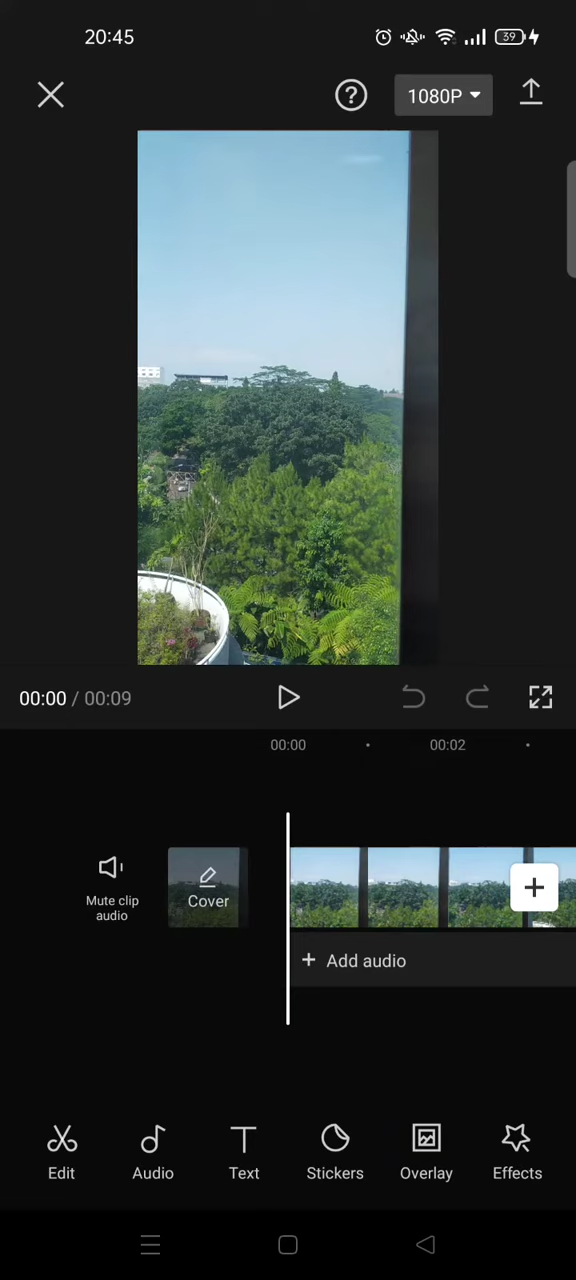 20:45
39
1080P
00:00 / 00:09
00:00
00:02
Mute clip
audio
Cover
Add audio
Edit
Audio
Text
Stickers
Overlay
Effects